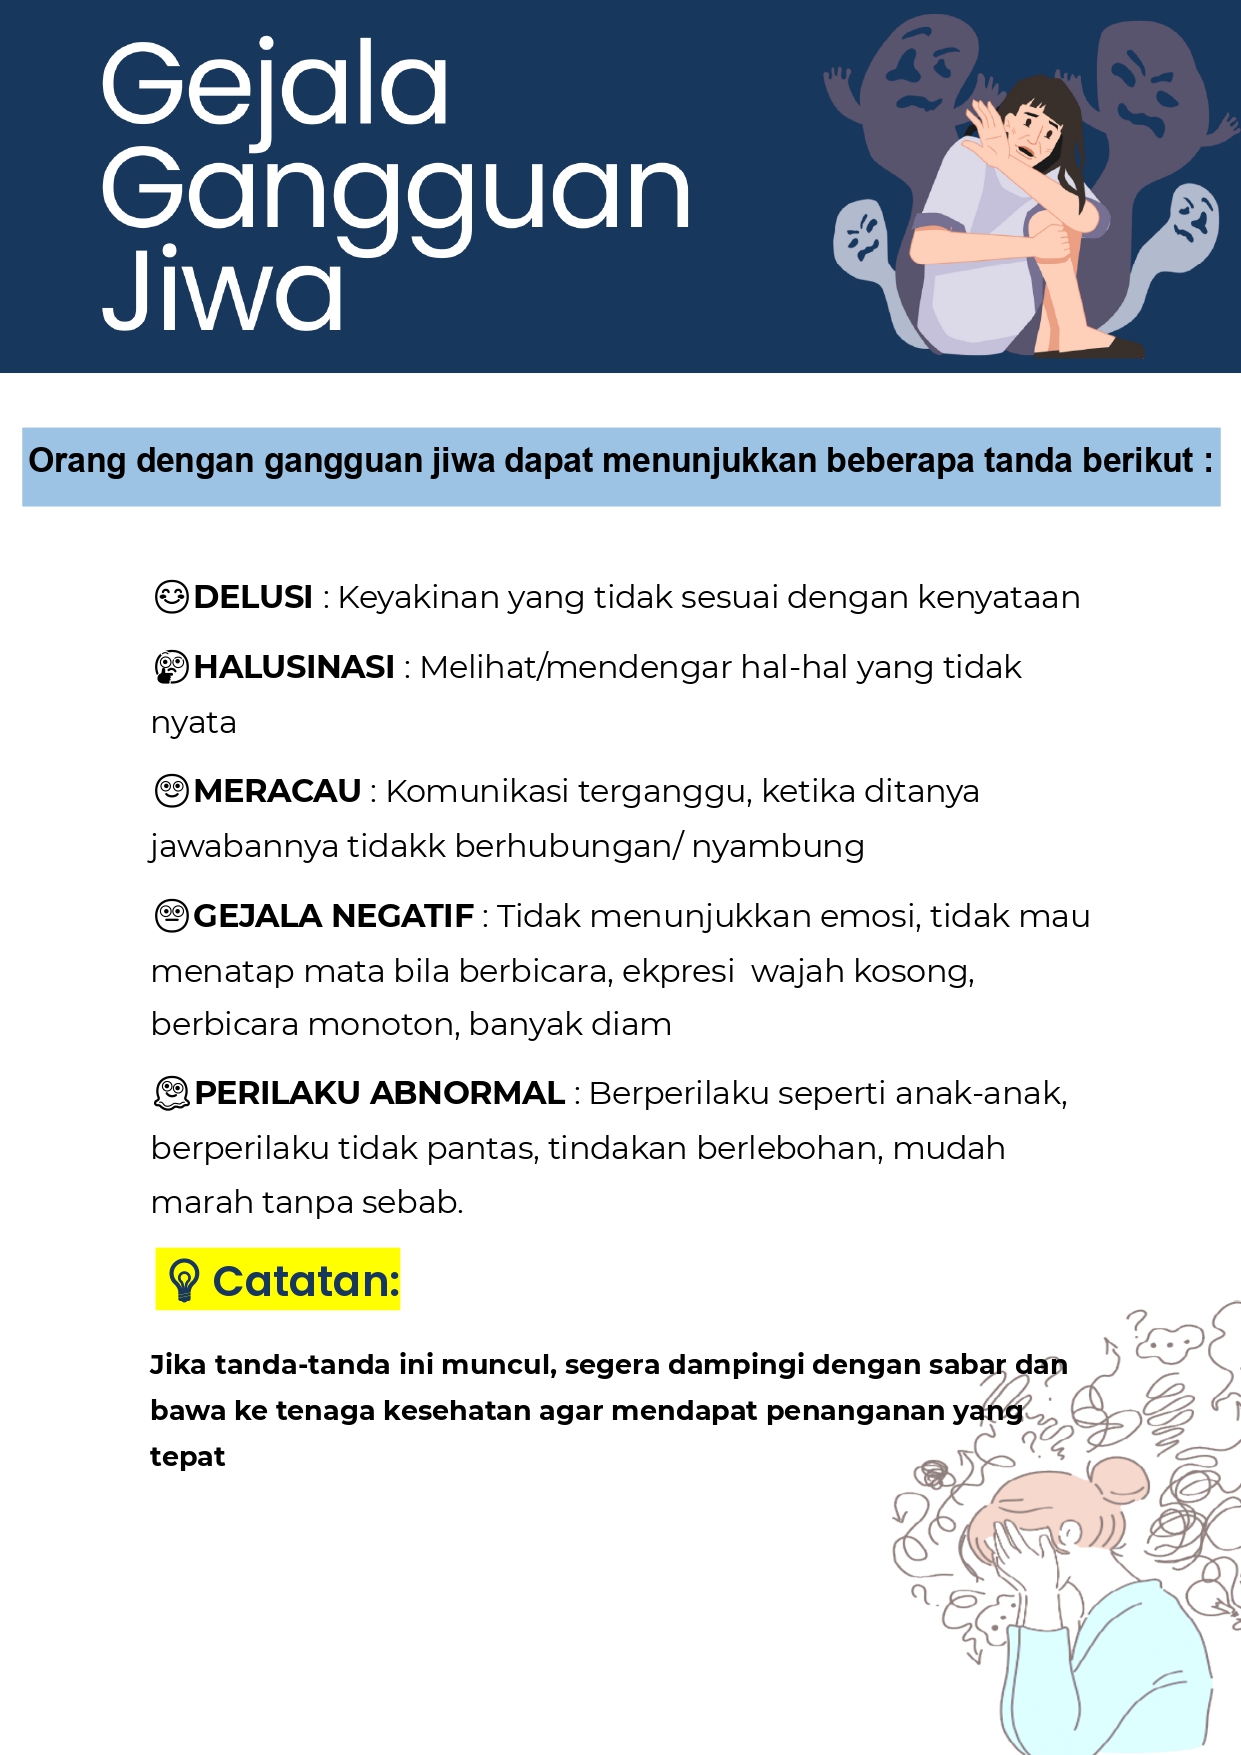 Gejala
Gangguan
Jiwa
Orang dengan gangguan jiwa dapat menunjukkan beberapa tanda berikut :
DELUSI : Keyakinan yang tidak sesuai dengan kenyataan
HALUSINASI : Melihat/mendengar hal-hal yang tidak
nyata
MERACAU : Komunikasi terganggu, ketika ditanya
jawabannya tidakk berhubungan/ nyambung
GEJALA NEGATIF : Tidak menunjukkan emosi, tidak mau
menatap mata bila berbicara, ekpresi  wajah kosong,
berbicara monoton, banyak diam
PERILAKU ABNORMAL : Berperilaku seperti anak-anak,
berperilaku tidak pantas, tindakan berlebohan, mudah
marah tanpa sebab.
Catatan:
Jika tanda-tanda ini muncul, segera dampingi dengan sabar dan
bawa ke tenaga kesehatan agar mendapat penanganan yang
tepat